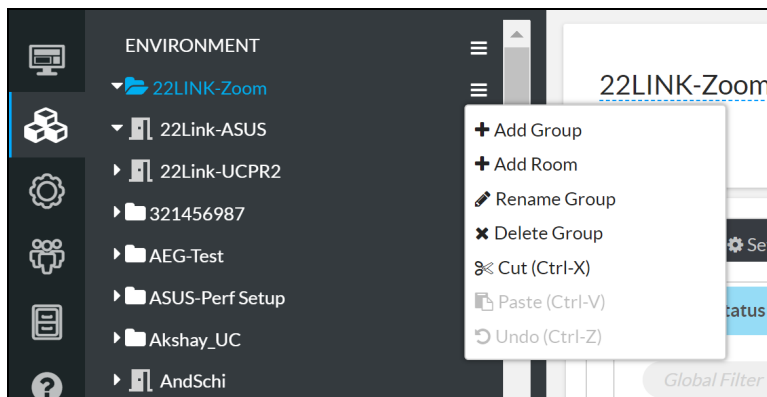 ENVIRONMENT
22LINK-Zoom
22Link-ASUS
22Link-UCPR2
321456987
AEG-Test
ASUS-Perf Setup
Akshay_UC
AndSchi
Add Group
Add Room
Rename Group
Delete Group
Cut (Ctrl-X)
Paste (Ctrl-V)
Undo (Ctrl-Z)
22LINK-Zoom
Se
tatus
Global Filter